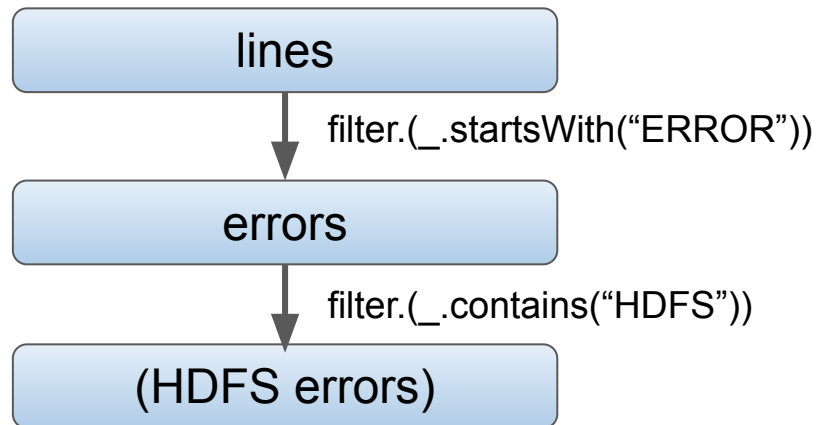 lines
filter.(_.startsWith(“ERROR”))
errors
filter.(_.contains(“HDFS”))
(HDFS errors)